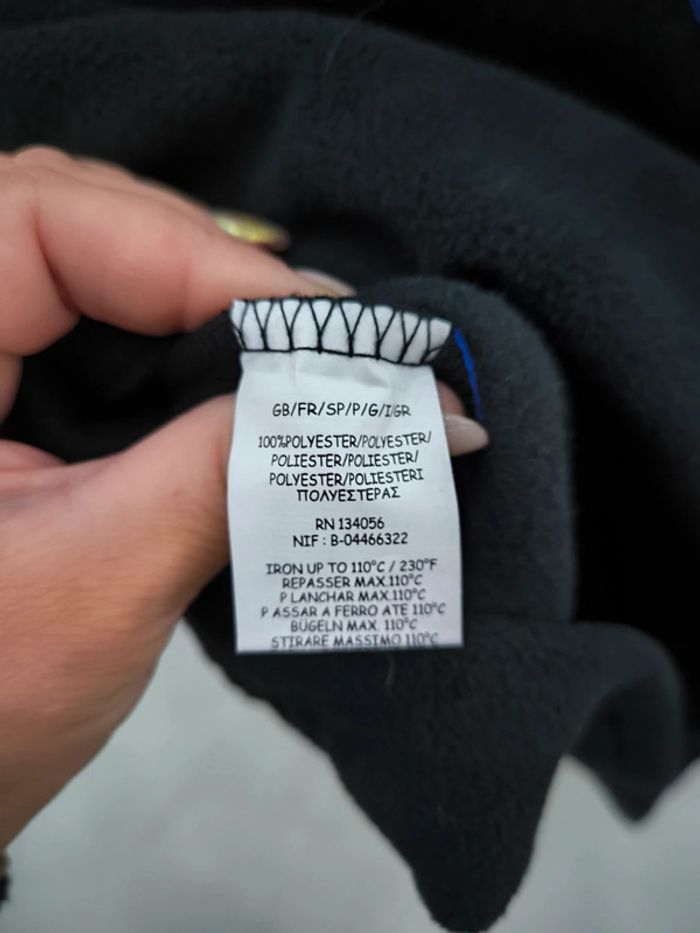 GB/FR/SP/P/G/I/GR
100%POLYESTER/POLYESTER/
POLIESTER/POLIESTER/
POLYESTER/POLIESTERI
ΠΟΛΥΕΣΤΕΡΑΣ
RN 134056
NIF : B-04466322
IRON UP TO 110°C / 230°F
REPASSER MAX.110°C
P LANCHAR MAX.110°C
P ASSAR A FERRO ATE 110°C
BÜGELN MAX. 110°C
STIRARE MASSIMO 110°C